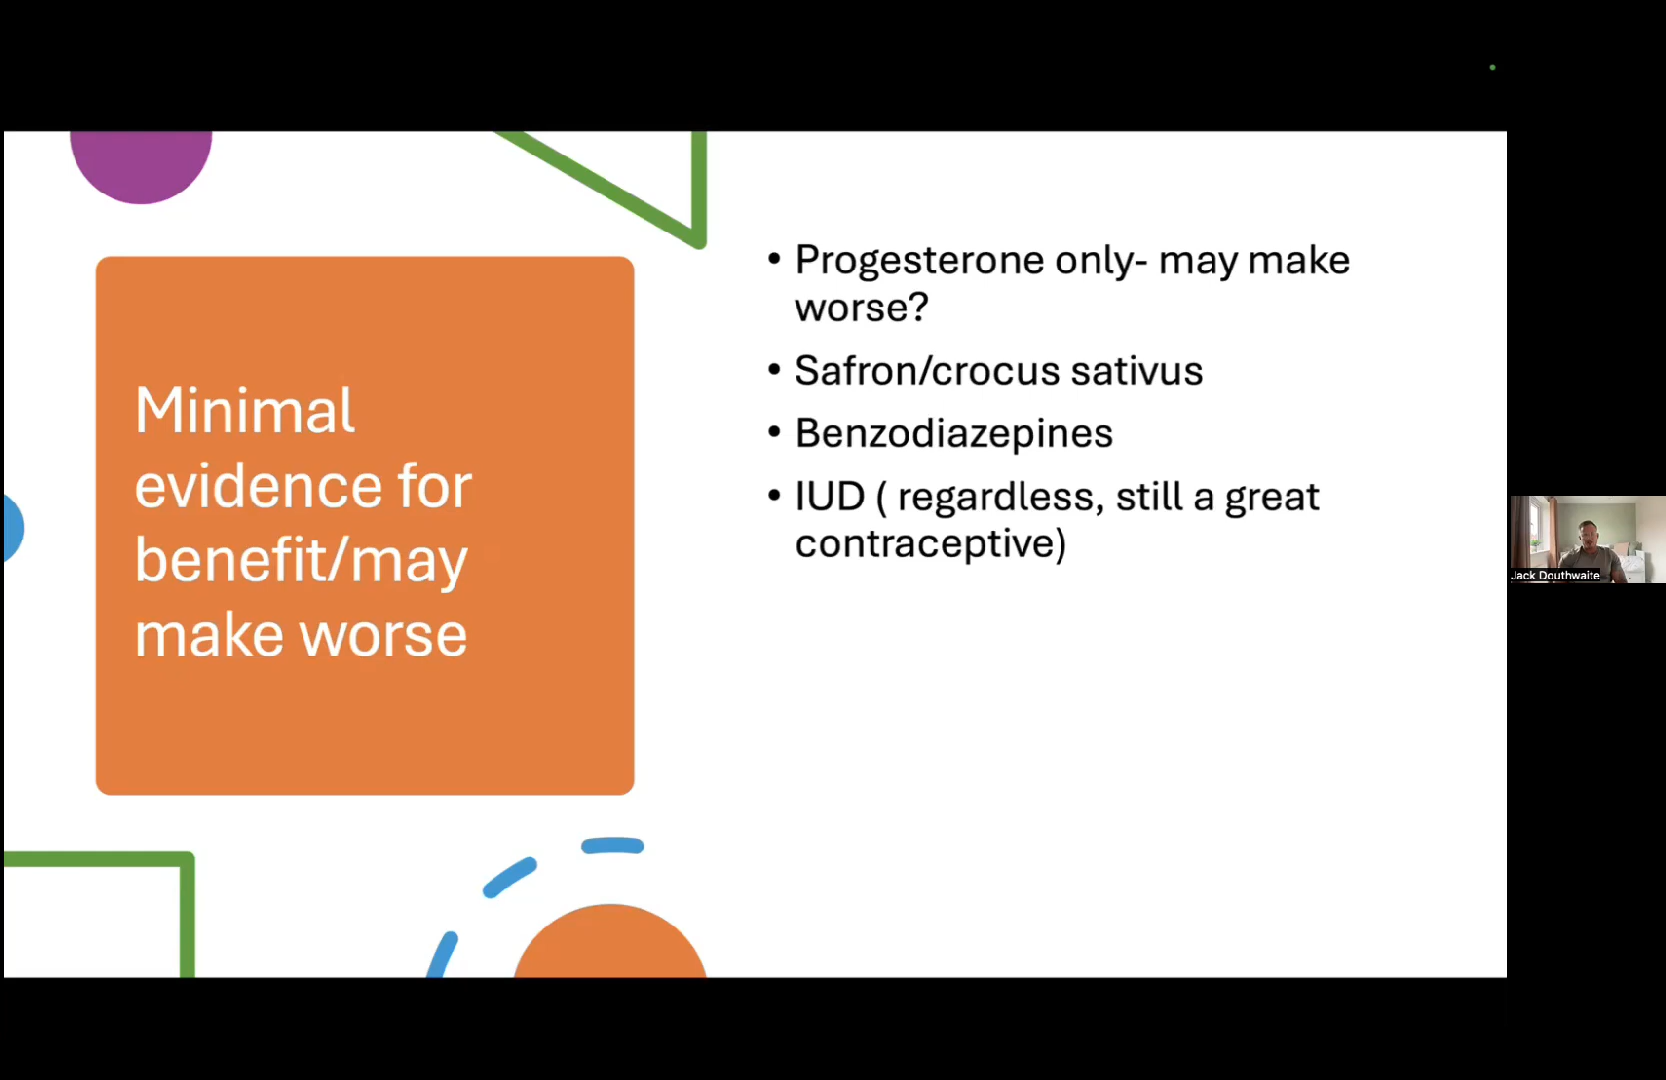 Minimal
evidence for
benefit/may
make worse
• Progesterone only- may make
worse?
• Safron/crocus sativus
• Benzodiazepines
• IUD ( regardless, still a great
contraceptive)
Jack Douthwaite